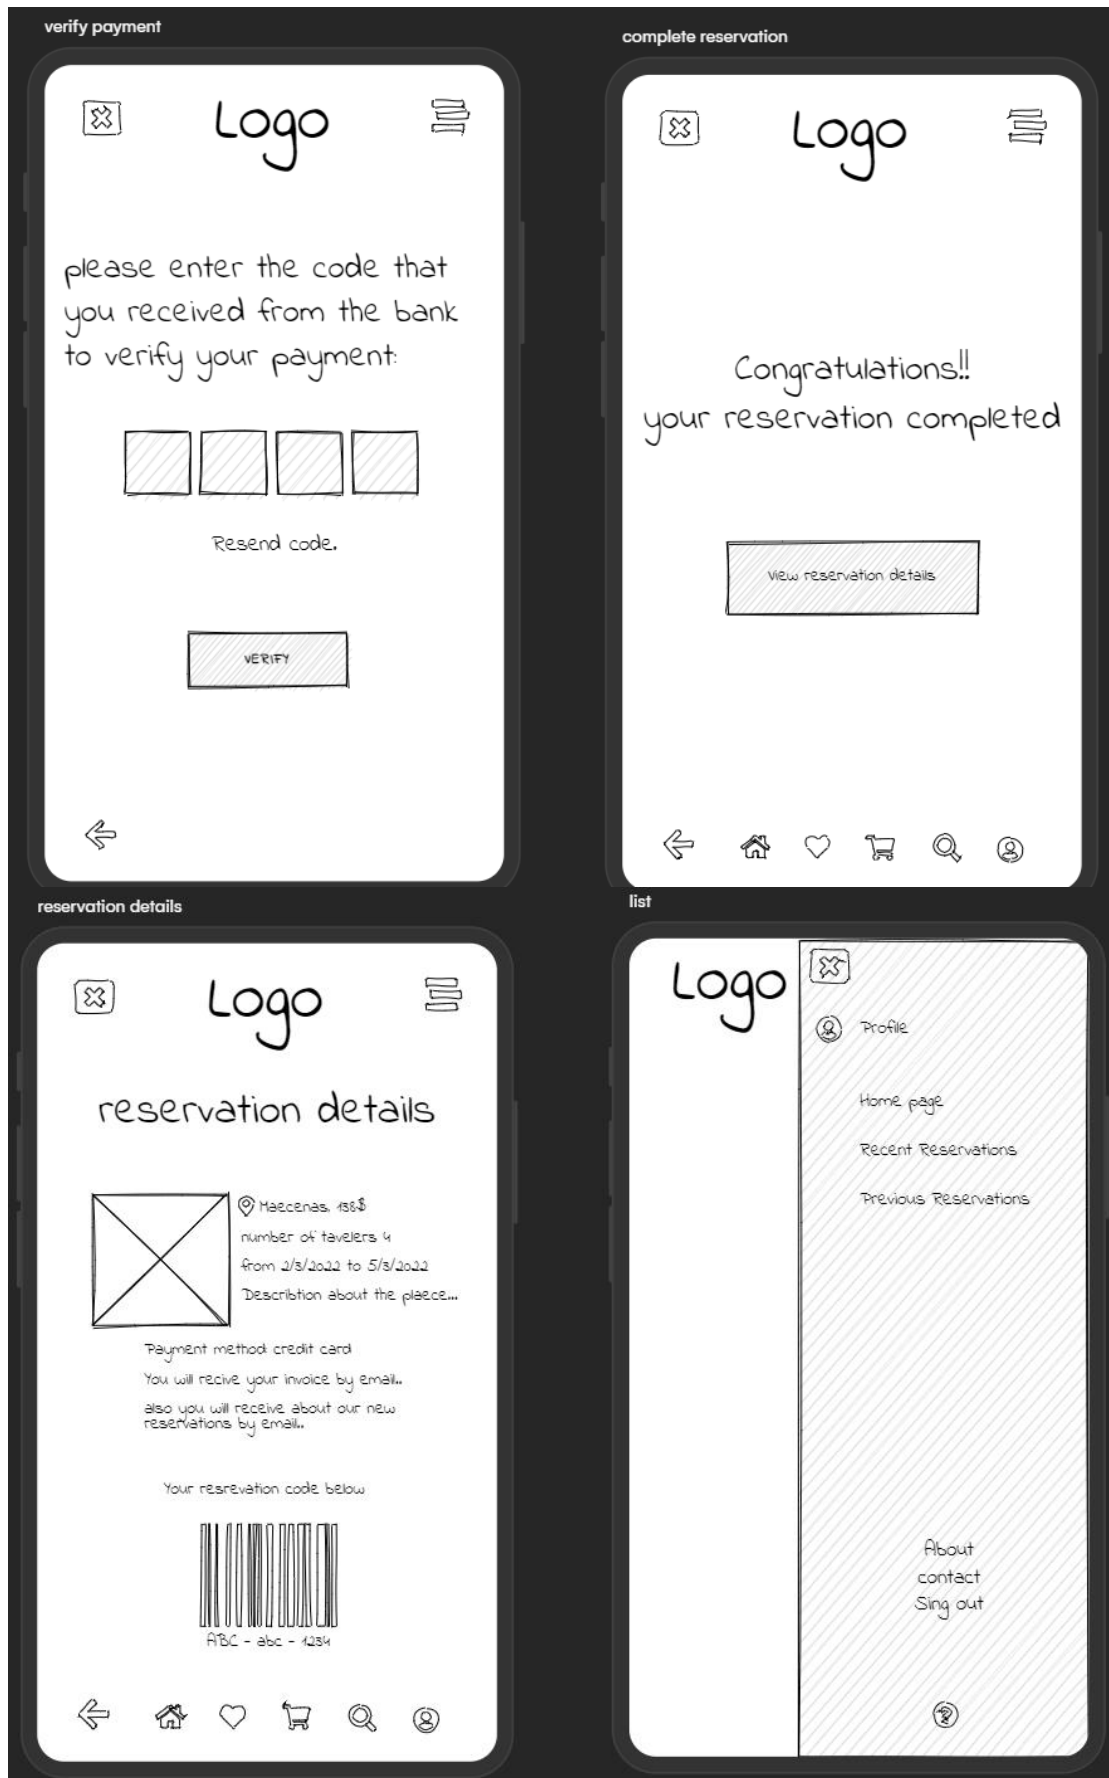 verify payment
Logo
please enter the code that
you received from the bank
to verify your payment:
Resend code.
VERIFY
complete reservation
Logo
Congratulations!!
your reservation completed
View reservation details
reservation details
Logo
reservation details
Maecenas, 138$
number of tavelers 4
from 2/3/2022 to 5/3/2022
Describtion about the plaece...
Payment method: credit card
You will recive your invoice by email..
also you will receive about our new
reservations by email..
Your resrevation code below
ABC - abc - 1234
list
Logo
Profile
Home page
Recent Reservations
Previous Reservations
About
contact
Sing out
?